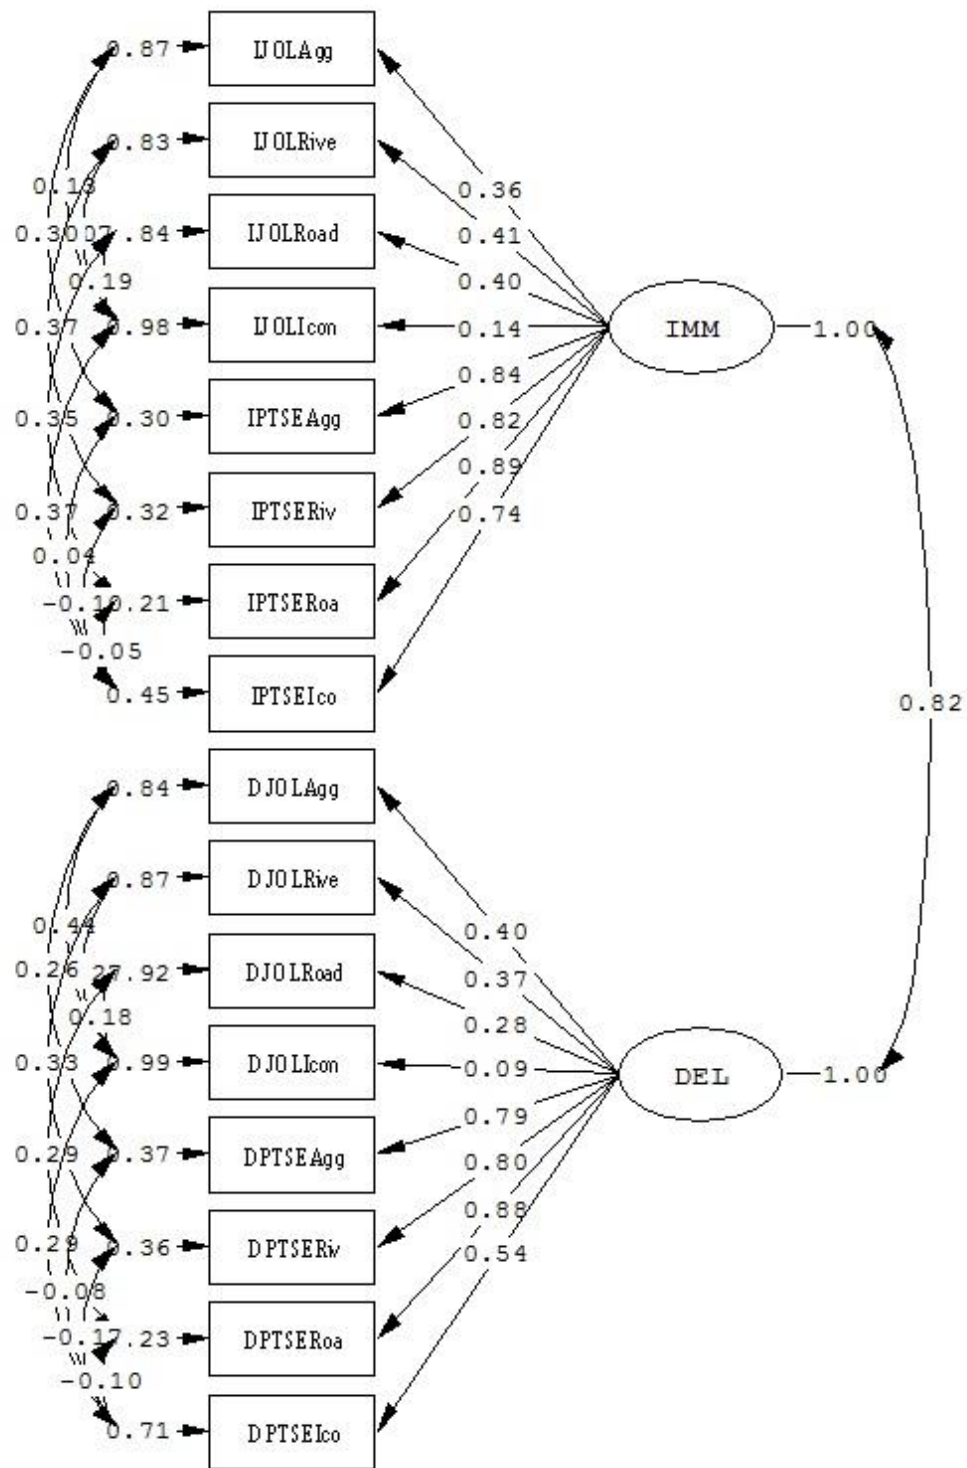 0.87 IJOLAgg
0.83 IJOLRive
0.13
0.36
0.30 07 .84 IJOLRoad 0.41
0.19 0.40
0.37 0.98 IJOLIcon 0.14 IMM 1.00
0.84
0.35 0.30 IPTSEAgg 0.82
0.89
0.37 0.32 IPTSERiv 0.74
0.04
-0.10.21 IPTSERoa
-0.05
0.45 IPTSEIco
0.82
0.84 DJOLAgg
0.87 DJOLRive
0.44 0.40
0.26 27.92 DJOLRoad 0.37
0.18 0.28
0.33 0.99 DJOLIcon 0.09 DEL 1.00
0.79
0.29 0.37 DPTSEAgg 0.80
0.88
0.29 0.36 DPTSERiv 0.54
-0.08
-0.17.23 DPTSERoa
-0.10
0.71 DPTSEIco